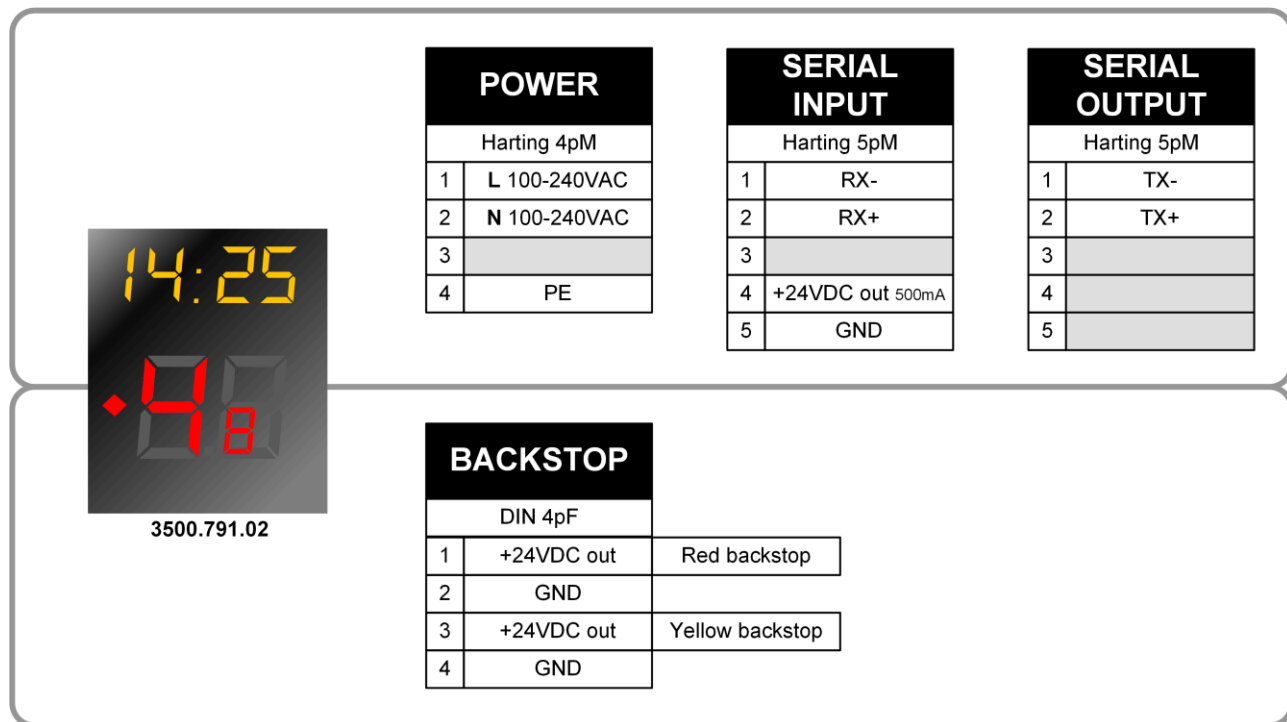 POWER
Harting 4pM
1 L 100-240VAC
2 N 100-240VAC
3
4 PE
SERIAL
INPUT
Harting 5pM
1 RX-
2 RX+
3
4 +24VDC out 500mA
5 GND
SERIAL
OUTPUT
Harting 5pM
1 TX-
2 TX+
3
4
5
14:25
48
3500.791.02
BACKSTOP
DIN 4pF
1 +24VDC out Red backstop
2 GND
3 +24VDC out Yellow backstop
4 GND